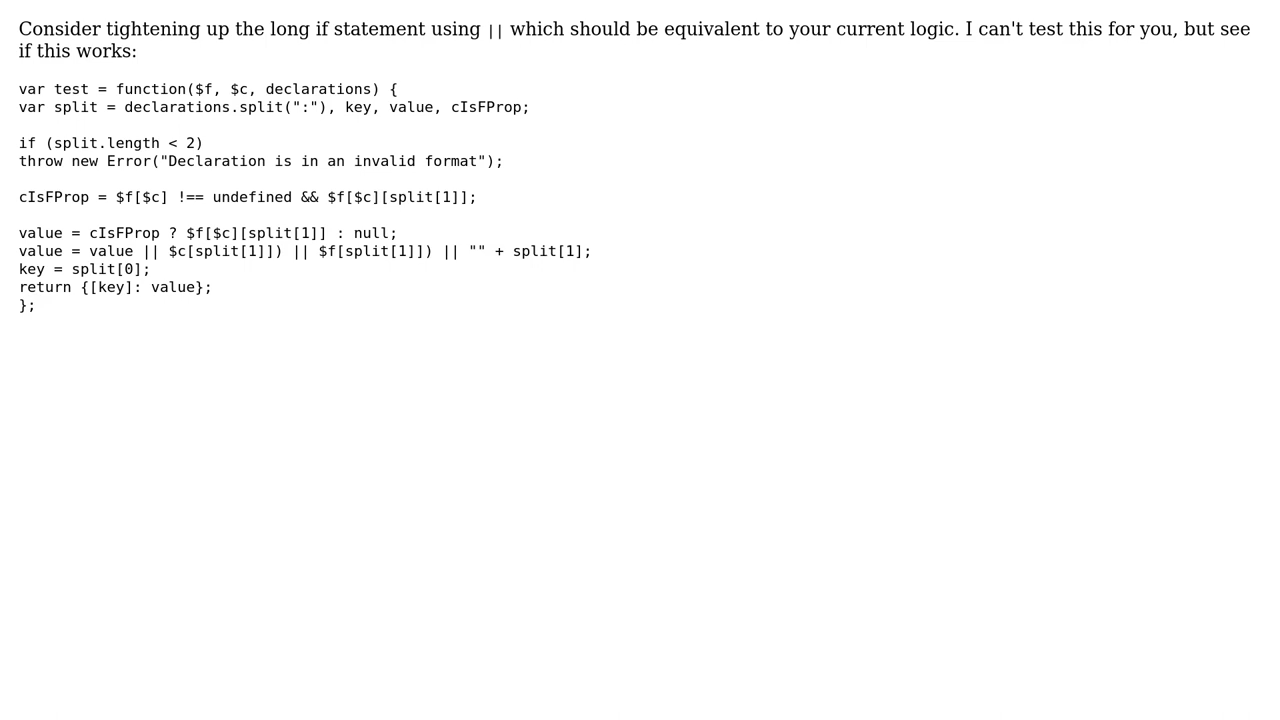 Consider tightening up the long if statement using || which should be equivalent to your current logic. I can't test this for you, but see
if this works:
var test = function($f, $c, declarations) {
var split = declarations.split(":"), key, value, cIsFProp;
if (split.length < 2)
throw new Error("Declaration is in an invalid format");
cIsFProp = $f[$c] !== undefined && $f[$c][split[1]];
value = cIsFProp ? $f[$c][split[1]] : null;
value = value || $c[split[1]]) || $f[split[1]]) || "" + split[1];
key = split[0];
return {[key]: value};
};